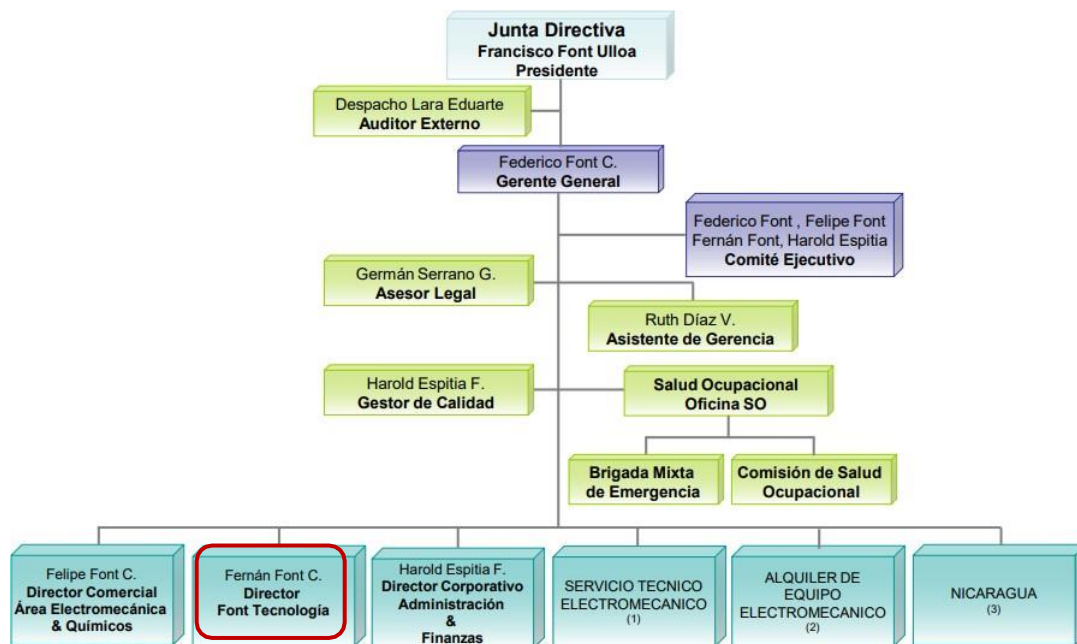 Junta Directiva
Francisco Font Ulloa
Presidente
Despacho Lara Eduarte
Auditor Externo
Federico Font C.
Gerente General
Federico Font , Felipe Font
Fernán Font, Harold Espitia
Comité Ejecutivo
Germán Serrano G.
Asesor Legal
Ruth Díaz V.
Asistente de Gerencia
Harold Espitia F.
Gestor de Calidad
Salud Ocupacional
Oficina SO
Brigada Mixta
de Emergencia
Comisión de Salud
Ocupacional
Felipe Font C.
Director Comercial
Área Electromecánica
& Químicos
Fernán Font C.
Director
Font Tecnología
Harold Espitia F.
Director Corporativo
Administración
&
Finanzas
SERVICIO TECNICO
ELECTROMECANICO
(1)
ALQUILER DE
EQUIPO
ELECTROMECANICO
(2)
NICARAGUA
(3)